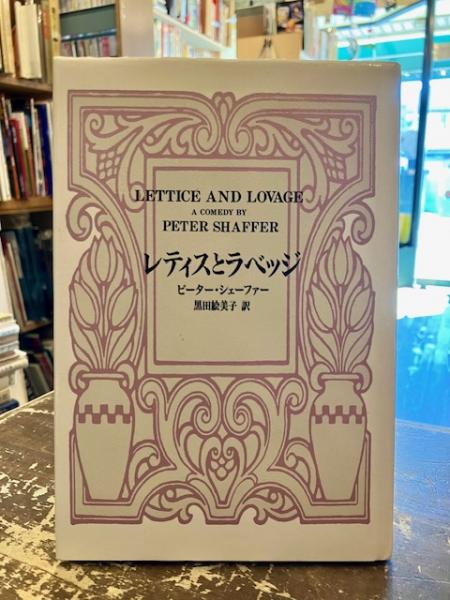 LETTICE AND LOVAGE
A COMEDY BY
PETER SHAFFER
レティスとラベッジ
ピーター・シェーファー
黒田絵美子 訳